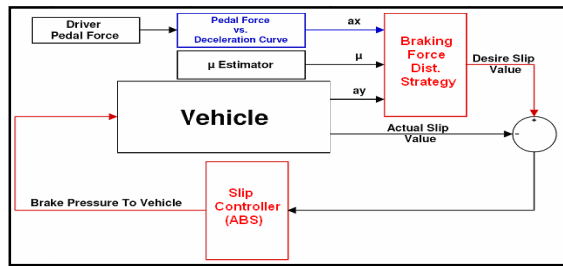 Driver
Pedal Force
Pedal Force
vs.
Deceleration Curve
ax
Braking
Force
Dist.
Strategy
Desire Slip
Value
µ Estimator
µ
ay
Vehicle
Actual Slip
Value
+
-
Slip
Controller
(ABS)
Brake Pressure To Vehicle